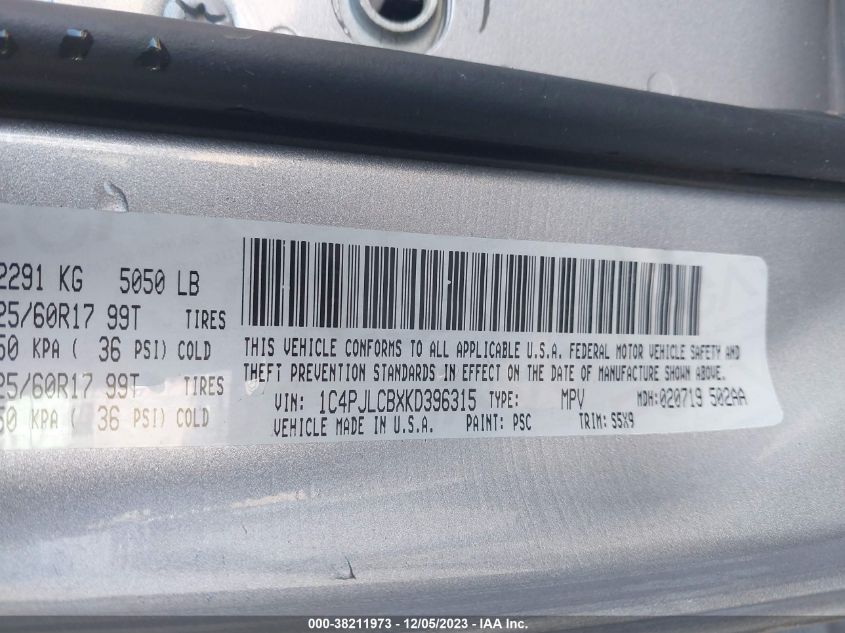 2291 KG 5050 LB
25/60R17 99T TIRES
50 KPA ( 36 PSI) COLD
25/60R17 99T TIRES
50 KPA ( 36 PSI) COLD
THIS VEHICLE CONFORMS TO ALL APPLICABLE U.S.A. FEDERAL MOTOR VEHICLE SAFETY AND
THEFT PREVENTION STANDARDS IN EFFECT ON THE DATE OF MANUFACTURE SHOWN ABOVE.
VIN: 1C4PJLCBXKD396315 TYPE: MPV MDH: 020719 502AA
VEHICLE MADE IN U.S.A. PAINT: PSC TRIM: S5X9
000-38211973 - 12/05/2023 - © IAA, Inc.